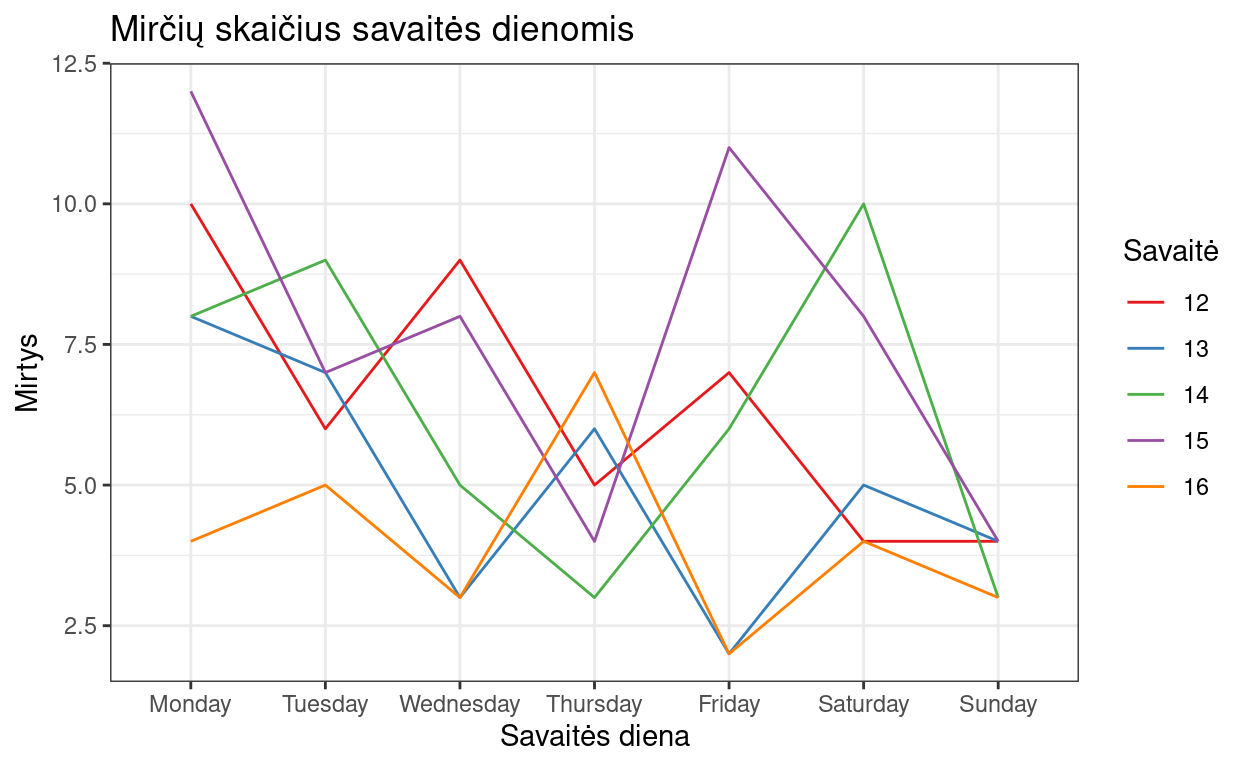 Mirčių skaičius savaitės dienomis
12.5
10.0
7.5
5.0
2.5
Mirtys
Monday Tuesday Wednesday Thursday Friday Saturday Sunday
Savaitės diena
Savaitė
12
13
14
15
16